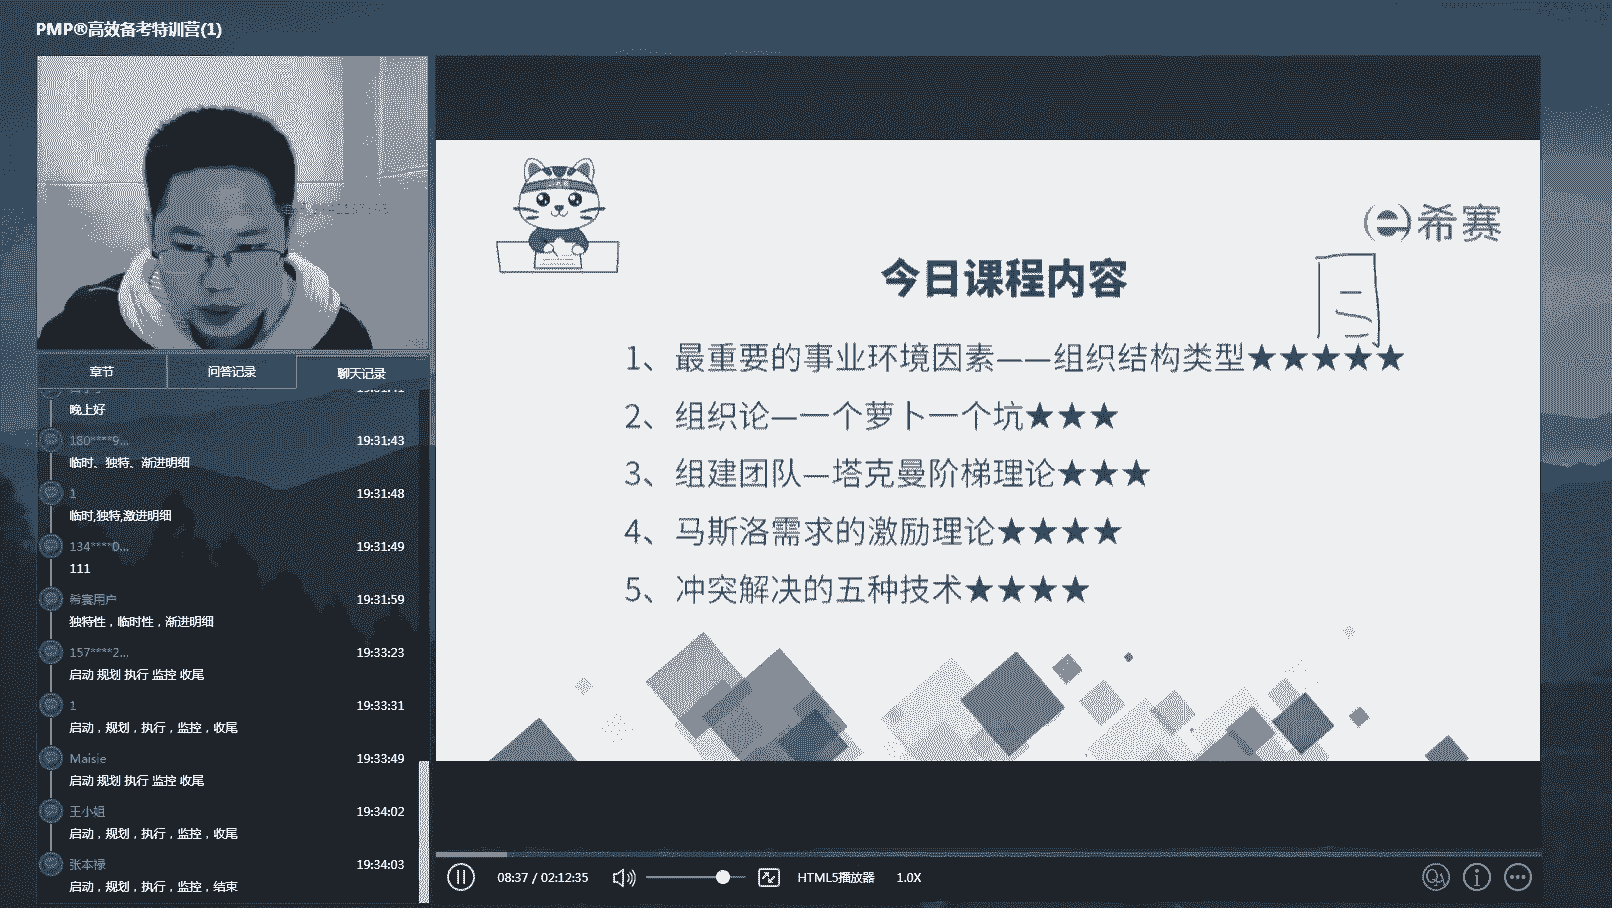 PMP®高效备考特训营(1)
章节
问答记录
聊天记录
晚上好
180****9...
19:31:43
临时、独特、渐进明细
1
19:31:48
临时,独特,激进明细
134****0...
19:31:49
111
希赛用户
19:31:59
独特性，临时性，渐进明细
157****2...
19:33:23
启动 规划 执行 监控 收尾
1
19:33:31
启动，规划，执行，监控，收尾
Maisie
19:33:49
启动 规划 执行 监控 收尾
王小姐
19:34:02
启动，规划，执行，监控，收尾
张本禄
19:34:03
启动，规划，执行，监控，结束
希赛
今日课程内容
1、最重要的事业环境因素——组织结构类型★★★★★
2、组织论—一个萝卜一个坑★★★
3、组建团队—塔克曼阶梯理论★★★
4、马斯洛需求的激励理论★★★★
5、冲突解决的五种技术★★★★
08:37 / 02:12:35
HTML5播放器
1.0X
QA